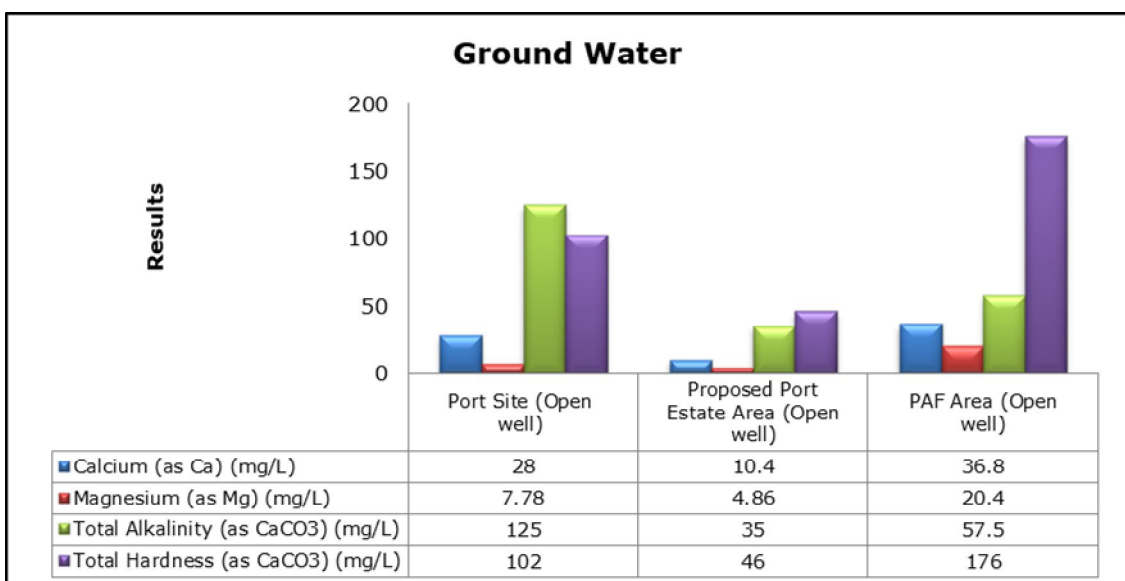 Ground Water
Results
200
150
100
50
0
Port Site (Open
well)
Proposed Port
Estate Area (Open
well)
PAF Area (Open
well)
Calcium (as Ca) (mg/L) 28 10.4 36.8
Magnesium (as Mg) (mg/L) 7.78 4.86 20.4
Total Alkalinity (as CaCO3) (mg/L) 125 35 57.5
Total Hardness (as CaCO3) (mg/L) 102 46 176